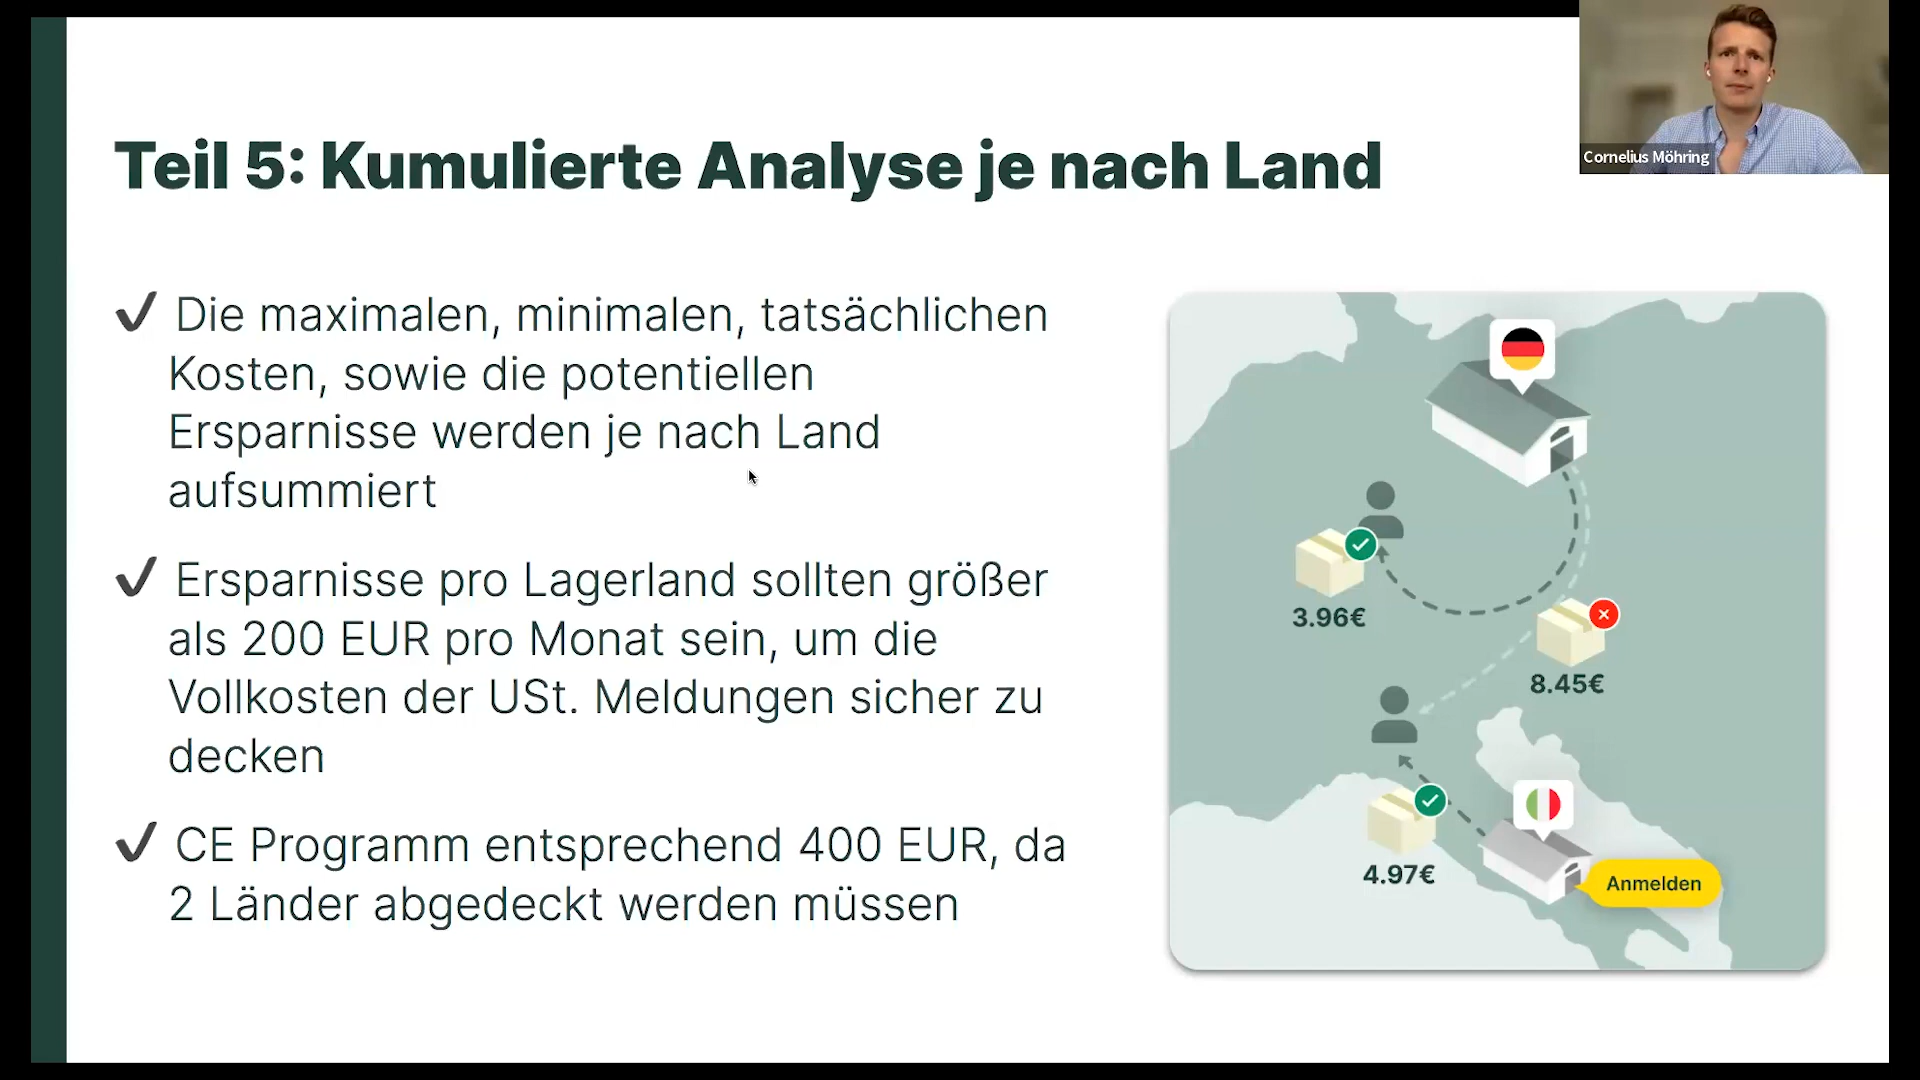 Cornelius Möhring
Teil 5: Kumulierte Analyse je nach Land
Die maximalen, minimalen, tatsächlichen
Kosten, sowie die potentiellen
Ersparnisse werden je nach Land
aufsummiert
Ersparnisse pro Lagerland sollten größer
als 200 EUR pro Monat sein, um die
Vollkosten der USt. Meldungen sicher zu
decken
CE Programm entsprechend 400 EUR, da
2 Länder abgedeckt werden müssen
3.96€
8.45€
4.97€
Anmelden